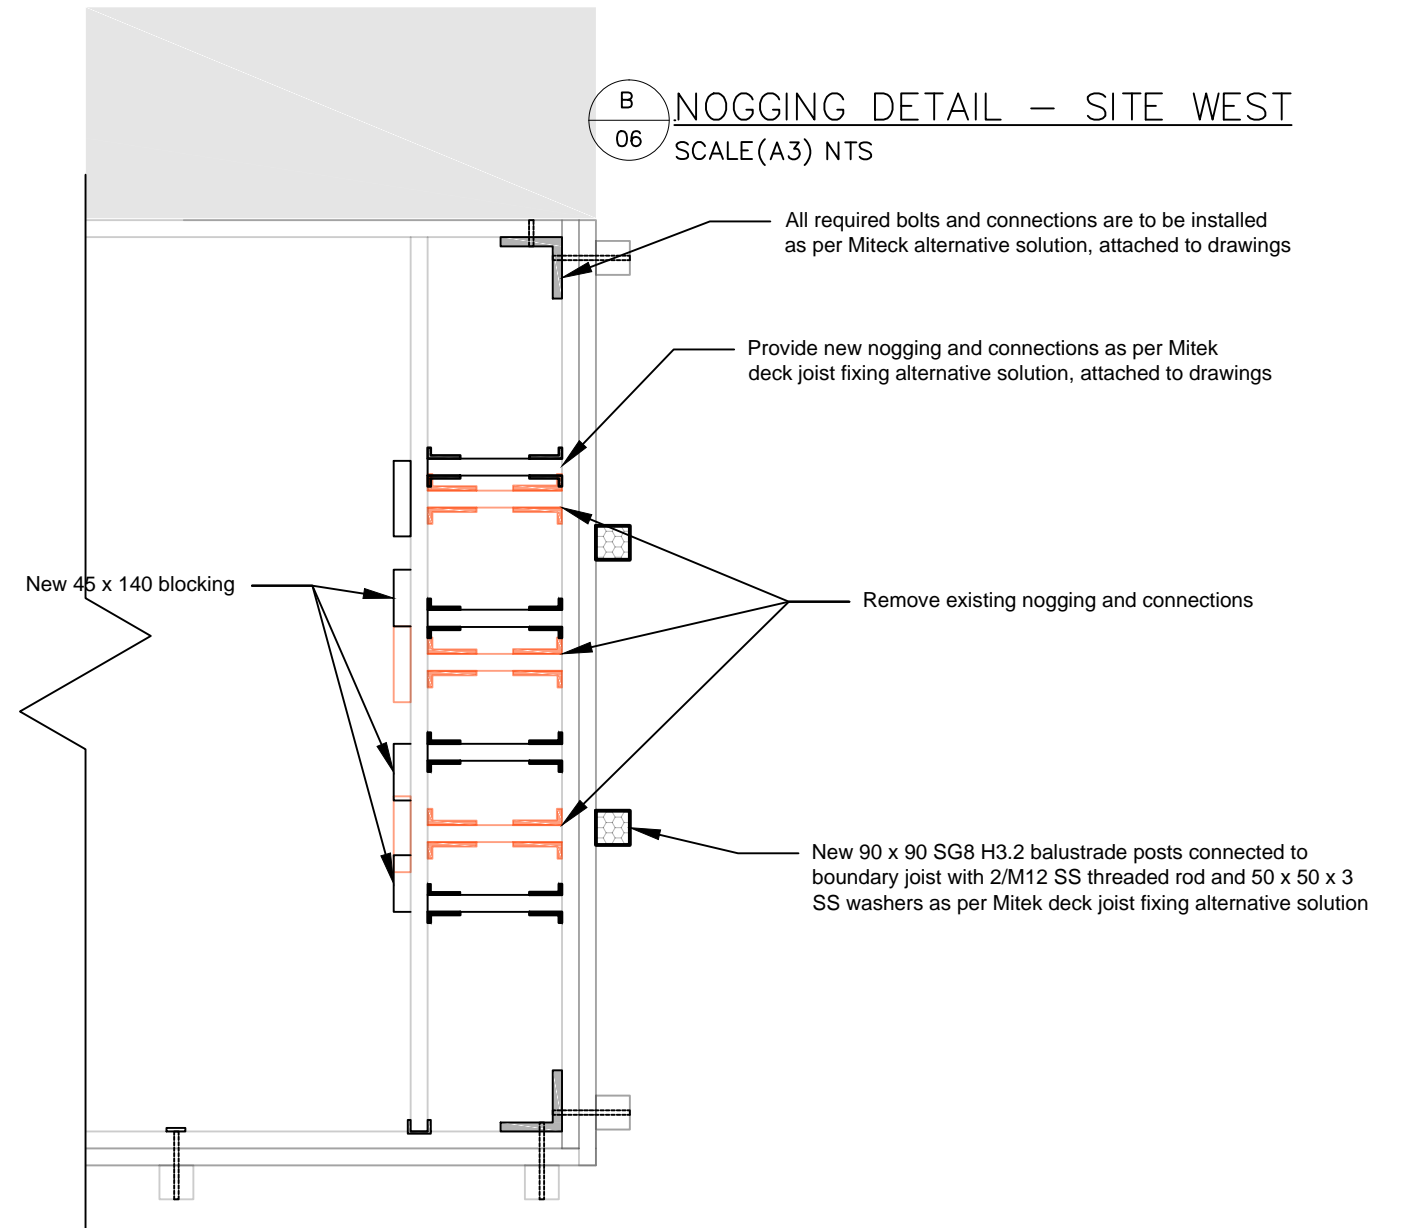 B
06
NOGGING DETAIL – SITE WEST
SCALE(A3) NTS
All required bolts and connections are to be installed
as per Miteck alternative solution, attached to drawings
Provide new nogging and connections as per Mitek
deck joist fixing alternative solution, attached to drawings
New 45 x 140 blocking
Remove existing nogging and connections
New 90 x 90 SG8 H3.2 balustrade posts connected to
boundary joist with 2/M12 SS threaded rod and 50 x 50 x 3
SS washers as per Mitek deck joist fixing alternative solution